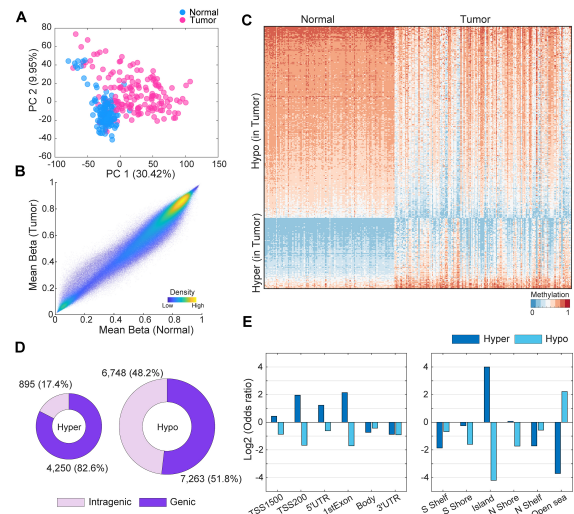 A
Normal
Tumor
PC 2 (9.95%)
80
60
40
20
0
-20
-40
-60
-100
-50
0
50
100
150
PC 1 (30.42%)
B
Mean Beta
(Tumor)
1
0.8
0.6
0.4
0.2
0
0.2
0.4
0.6
0.8
1
Density
Low
High
Mean Beta (Normal)
C
Normal
Tumor
Hypo (in Tumor)
Hyper (in Tumor)
Methylation
0
1
D
895 (17.4%)
Hyper
4,250 (82.6%)
6,748 (48.2%)
Hypo
7,263 (51.8%)
Intragenic
Genic
E
Hyper
Hypo
Log2 (Odds ratio)
4
2
0
-2
-4
TSS1500
TSS200
5'UTR
1stExon
Body
3'UTR
4
2
0
-2
-4
S Shelf
S Shore
Island
N Shore
N Shelf
Open sea